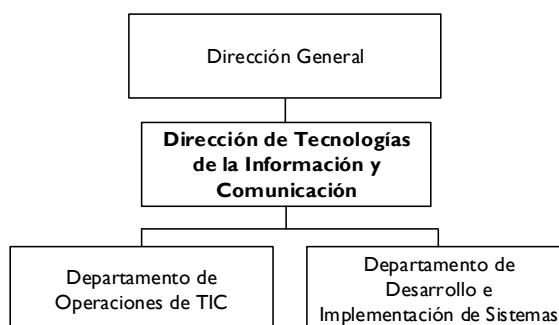 Dirección General
Dirección de Tecnologías
de la Información y
Comunicación
Departamento de
Operaciones de TIC
Departamento de
Desarrollo e
Implementación de Sistemas